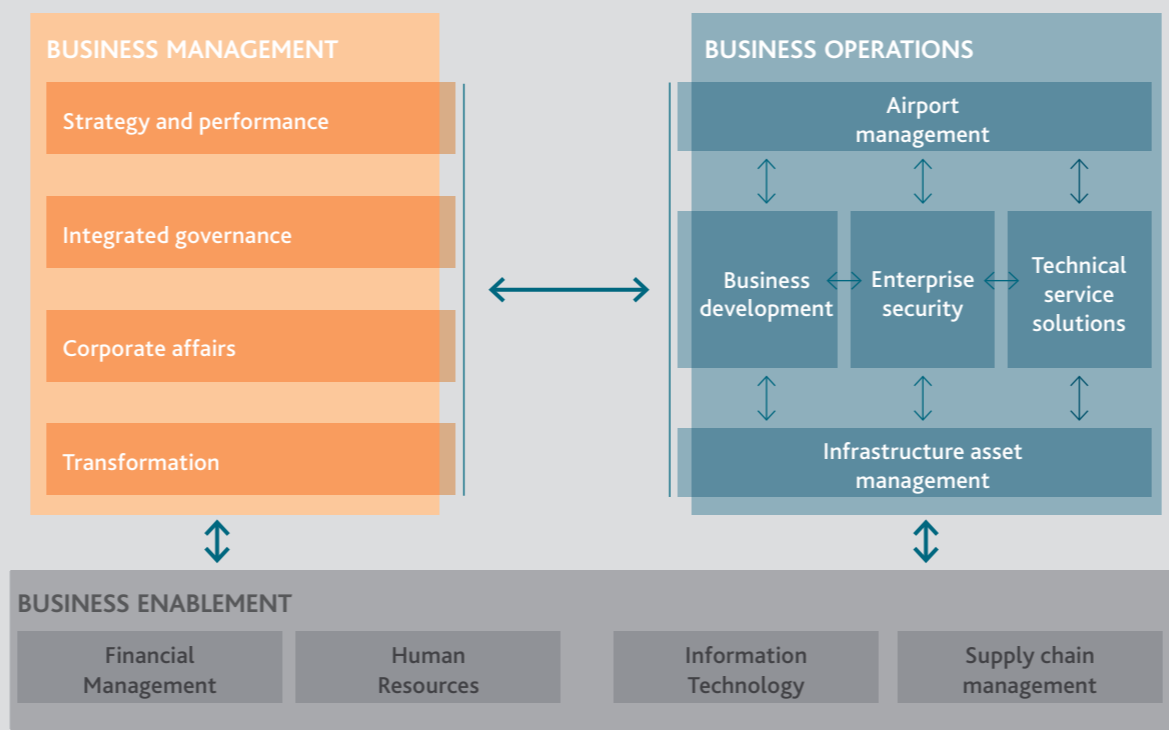 BUSINESS MANAGEMENT
Strategy and performance
Integrated governance
Corporate affairs
Transformation
BUSINESS OPERATIONS
Airport
management
Business
development
Enterprise
security
Technical
service
solutions
Infrastructure asset
management
BUSINESS ENABLEMENT
Financial
Management
Human
Resources
Information
Technology
Supply chain
management